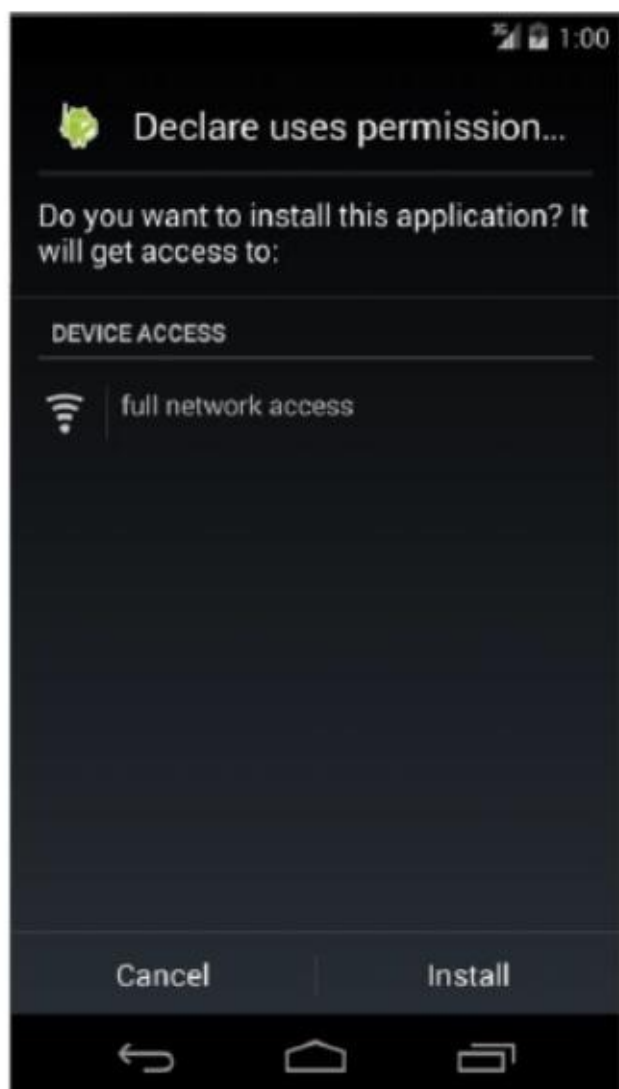 3G 1:00
Declare uses permission...
Do you want to install this application? It
will get access to:
DEVICE ACCESS
full network access
Cancel Install